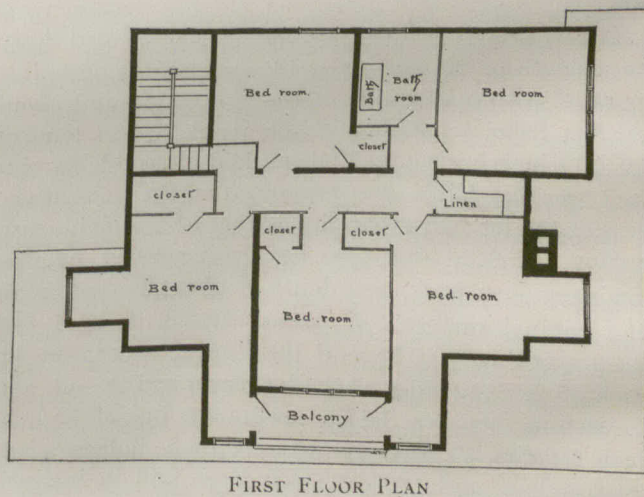 Bed room.
Bath
Bath
room
Bed room
closet
closet
Linen
closet
closet
Bed room
Bed room
Bed. room
Balcony
FIRST FLOOR PLAN